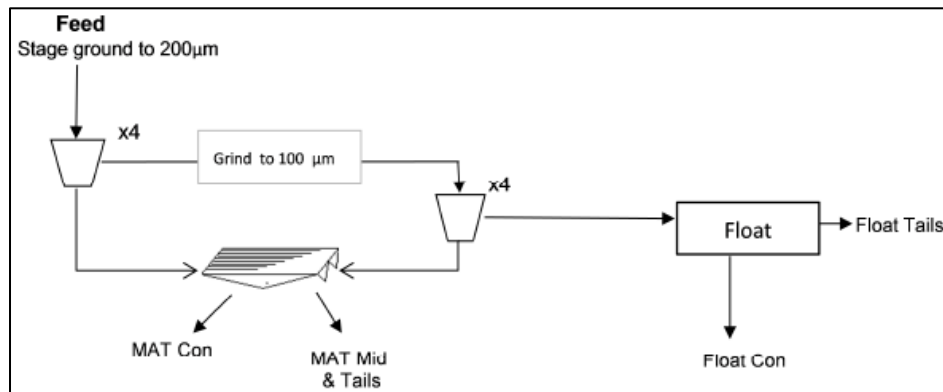 Feed
Stage ground to 200µm
x4
Grind to 100 µm
x4
Float
Float Tails
MAT Con
MAT Mid
& Tails
Float Con